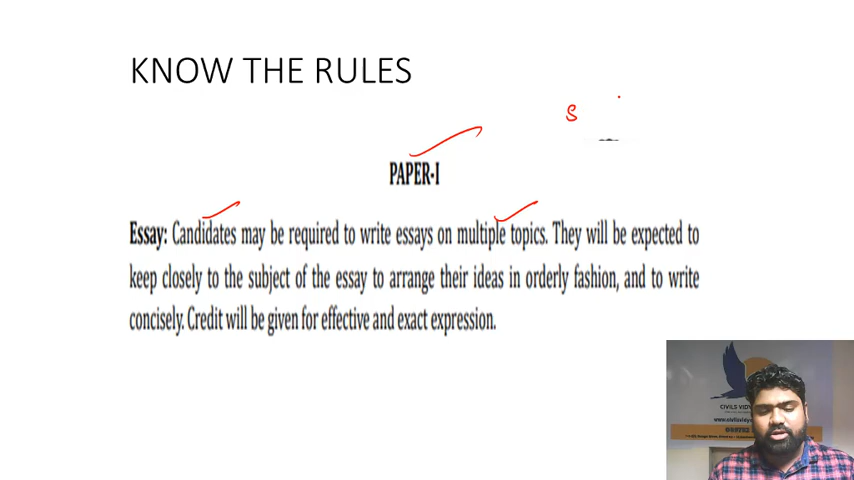 KNOW THE RULES
8
PAPER-I
Essay: Candidates may be required to write essays on multiple topics. They will be expected to
keep closely to the subject of the essay to arrange their ideas in orderly fashion, and to write
concisely. Credit will be given for effective and exact expression.
CIVILS